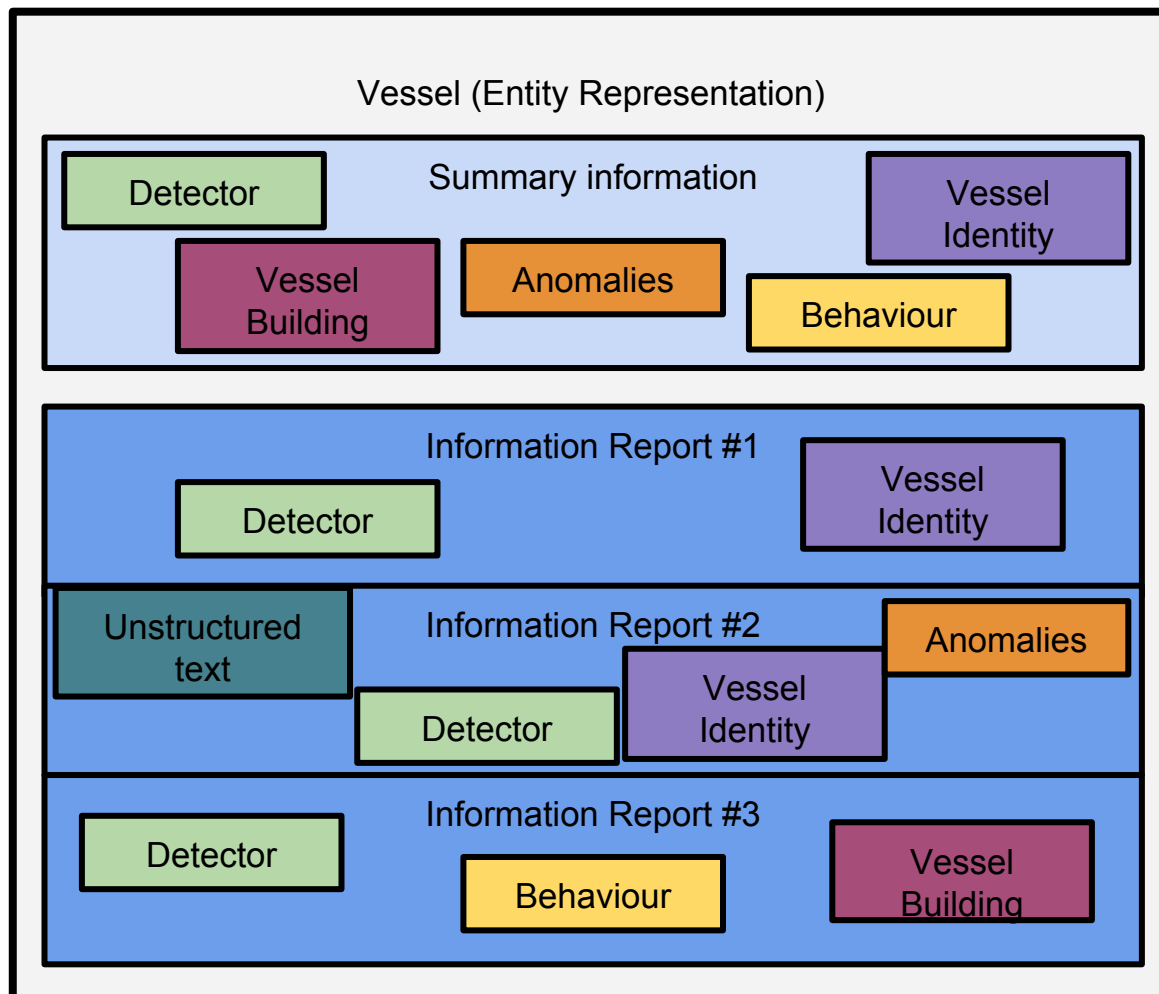 Vessel (Entity Representation)
Summary information
Detector
Vessel
Identity
Vessel
Building
Anomalies
Behaviour
Information Report #1
Vessel
Identity
Detector
Information Report #2
Unstructured
text
Anomalies
Vessel
Identity
Detector
Information Report #3
Detector
Behaviour
Vessel
Building